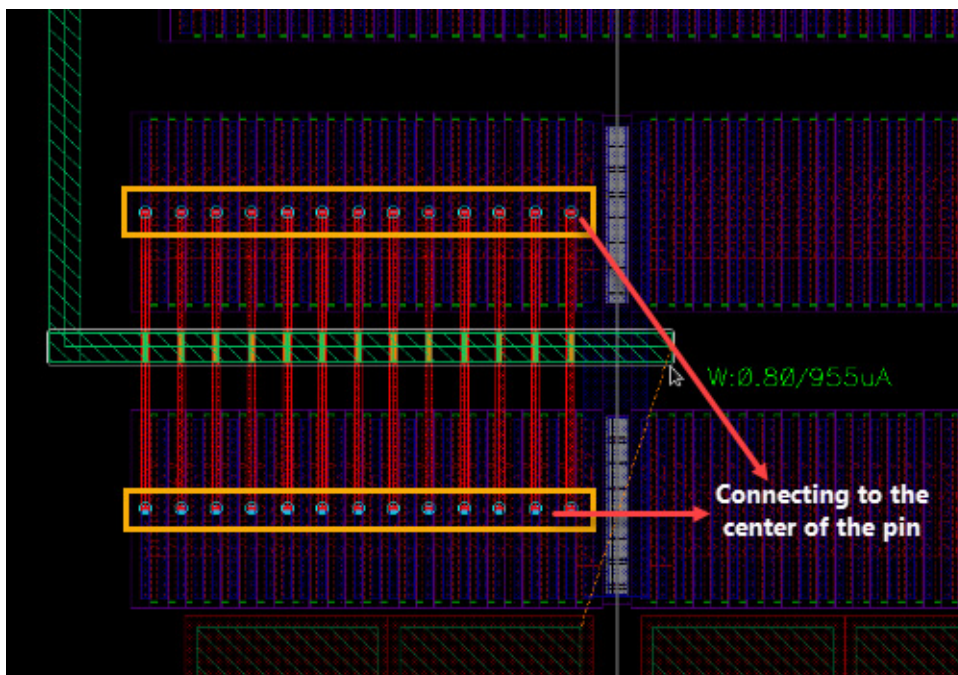 W:0.80/955uA
Connecting to the
center of the pin